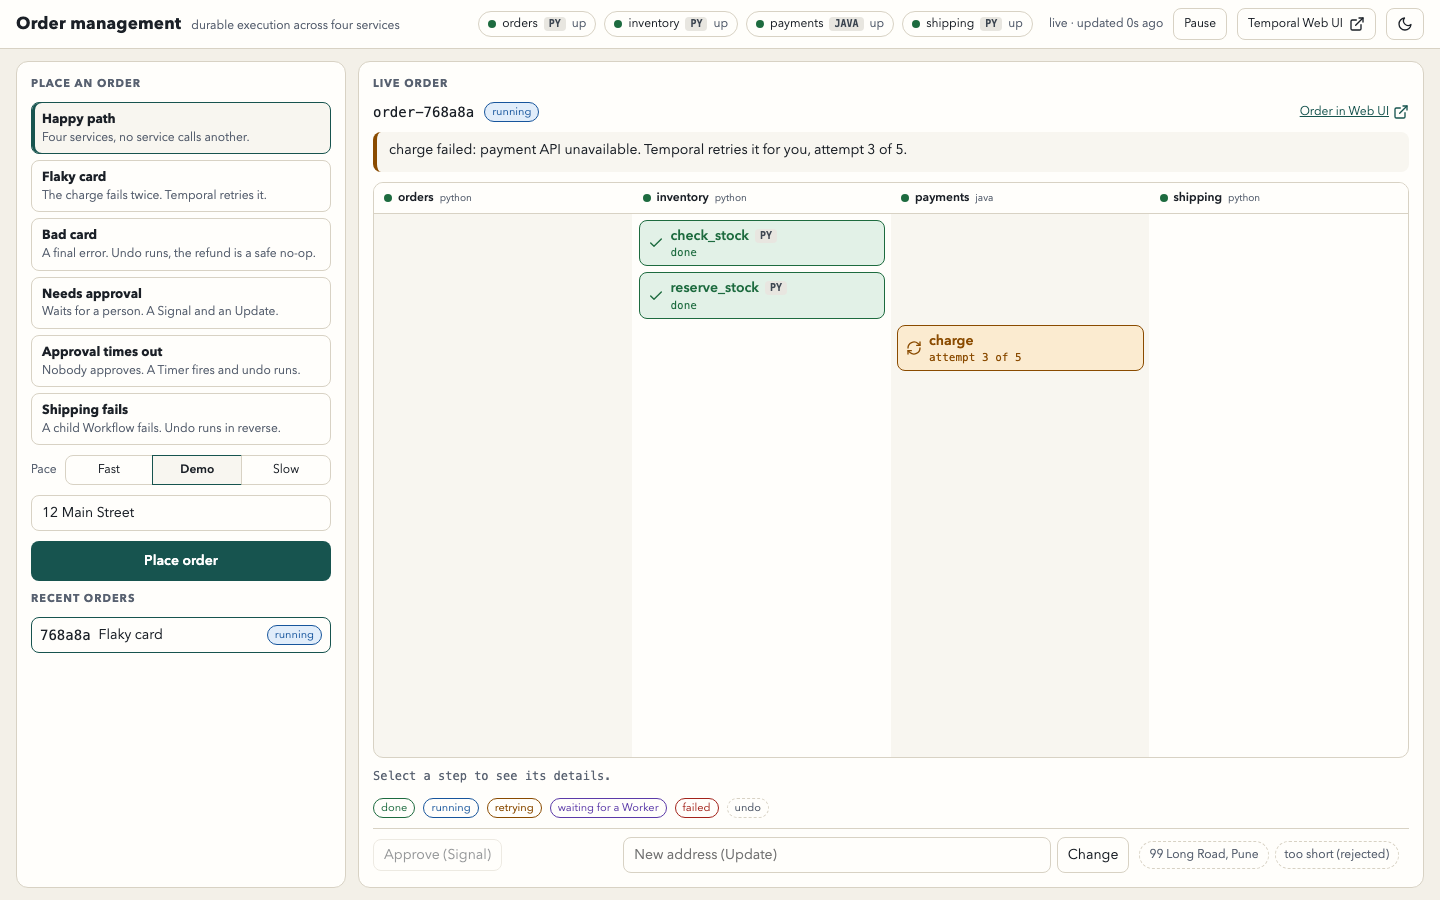 Order management durable execution across four services
orders PY up
inventory PY up
payments JAVA up
shipping PY up
live · updated 0s ago
Pause
Temporal Web UI
PLACE AN ORDER
Happy path
Four services, no service calls another.
Flaky card
The charge fails twice. Temporal retries it.
Bad card
A final error. Undo runs, the refund is a safe no-op.
Needs approval
Waits for a person. A Signal and an Update.
Approval times out
Nobody approves. A Timer fires and undo runs.
Shipping fails
A child Workflow fails. Undo runs in reverse.
Pace Fast Demo Slow
12 Main Street
Place order
RECENT ORDERS
768a8a Flaky card running
LIVE ORDER
order-768a8a running
Order in Web UI
charge failed: payment API unavailable. Temporal retries it for you, attempt 3 of 5.
orders python
inventory python
payments java
shipping python
check_stock PY
done
reserve_stock PY
done
charge
attempt 3 of 5
Select a step to see its details.
done running retrying waiting for a Worker failed undo
Approve (Signal)
New address (Update)
Change
99 Long Road, Pune
too short (rejected)